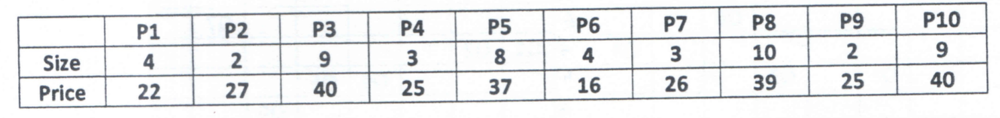 P1 P2 P3 P4 P5 P6 P7 P8 P9 P10
Size 4 2 9 3 8 4 3 10 2 9
Price 22 27 40 25 37 16 26 39 25 40